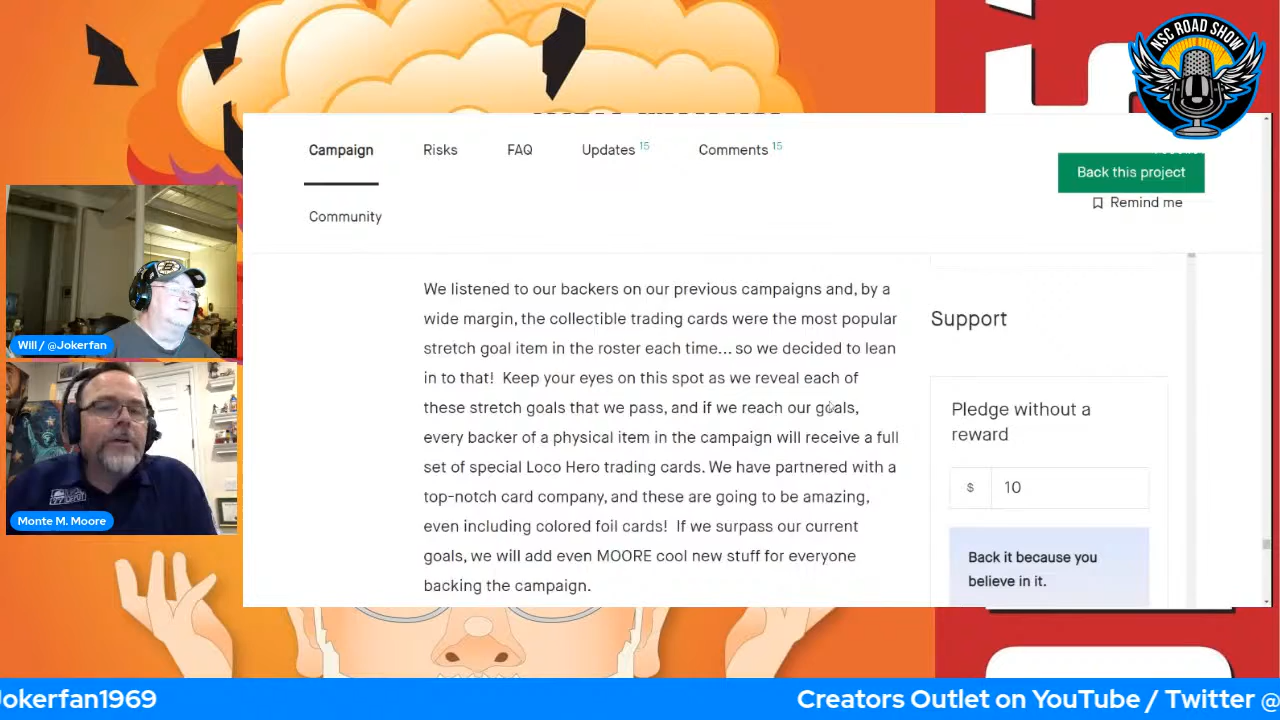 NSC ROAD SHOW
Campaign
Risks
FAQ
Updates 15
Comments 15
Back this project
Remind me
Community
We listened to our backers on our previous campaigns and, by a
wide margin, the collectible trading cards were the most popular
stretch goal item in the roster each time... so we decided to lean
in to that! Keep your eyes on this spot as we reveal each of
these stretch goals that we pass, and if we reach our goals,
every backer of a physical item in the campaign will receive a full
set of special Loco Hero trading cards. We have partnered with a
top-notch card company, and these are going to be amazing,
even including colored foil cards! If we surpass our current
goals, we will add even MOORE cool new stuff for everyone
backing the campaign.
Support
Pledge without a
reward
$ 10
Back it because you
believe in it.
Will / @Jokerfan
Monte M. Moore
Jokerfan1969
Creators Outlet on YouTube / Twitter @